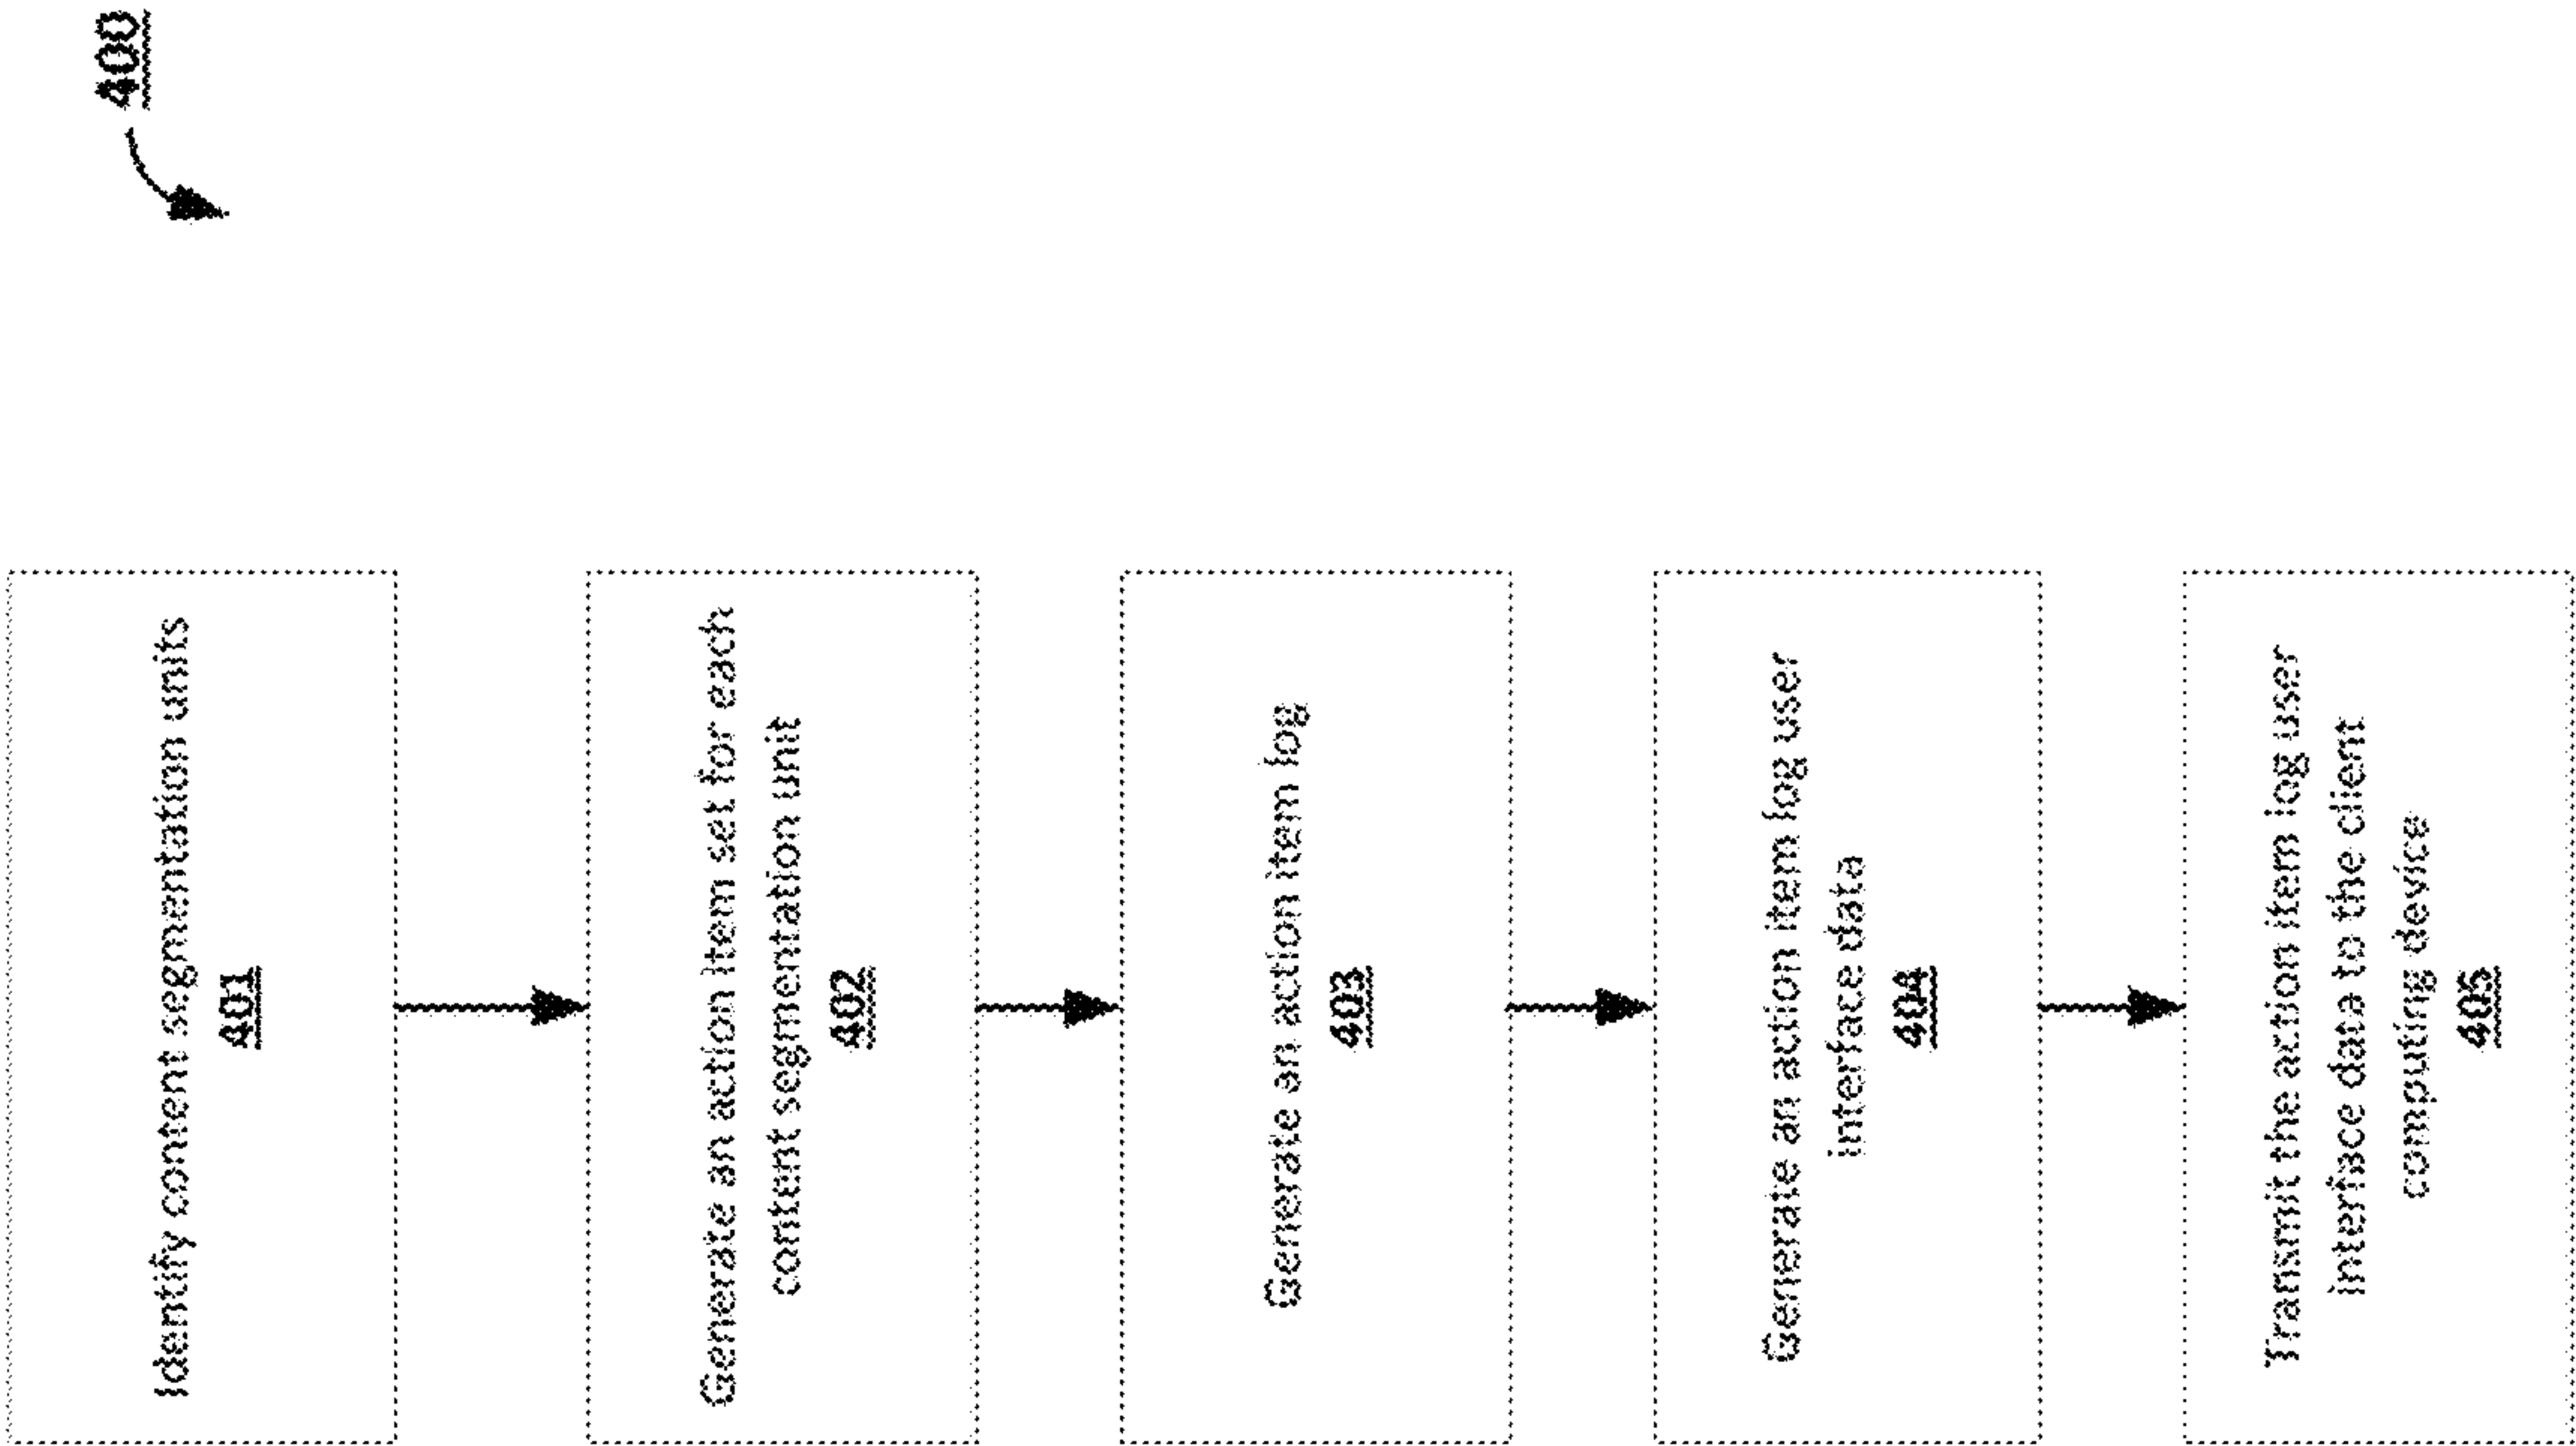 400
Identify content segmentation units
401
Generate an action item set for each
content segmentation unit
402
Generate an action item log
403
Generate an action item log user
interface data
404
Transmit the action item log user
interface data to the client
computing device
405